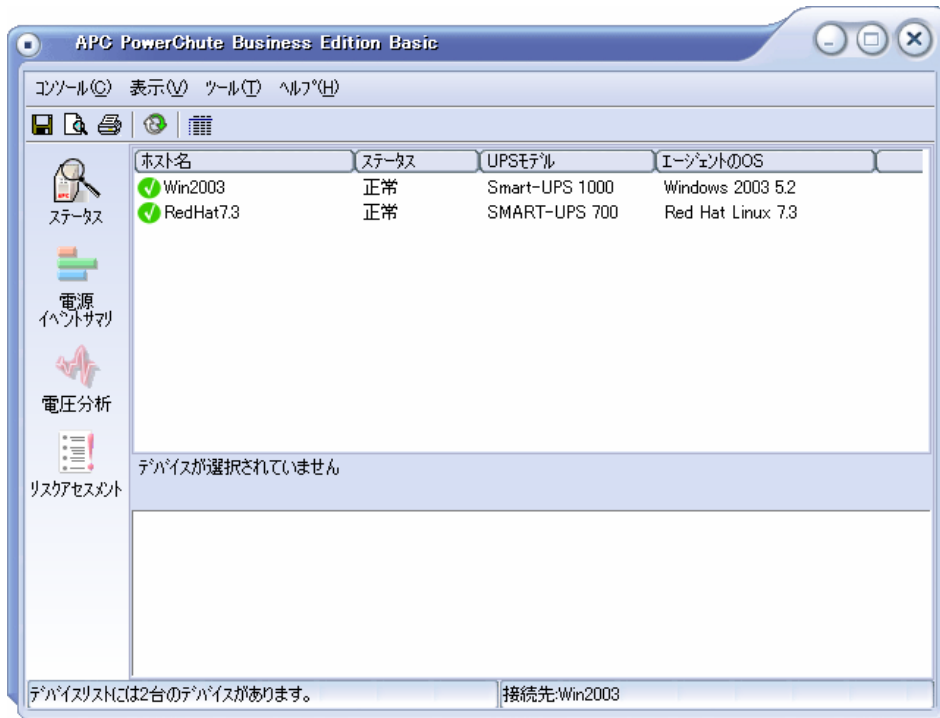 APC PowerChute Business Edition Basic
ｺﾝｿｰﾙ(C) 表示(V) ﾂｰﾙ(T) ﾍﾙﾌﾟ(H)
ﾎｽﾄ名 ｽﾃｰﾀｽ UPSﾓﾃﾞﾙ ｴｰｼﾞｪﾝﾄのOS
Win2003 正常 Smart-UPS 1000 Windows 2003 5.2
RedHat7.3 正常 SMART-UPS 700 Red Hat Linux 7.3
ｽﾃｰﾀｽ
電源
ｲﾍﾞﾝﾄｻﾏﾘ
電圧分析
ﾘｽｸｱｾｽﾒﾝﾄ
ﾃﾞﾊﾞｲｽが選択されていません
ﾃﾞﾊﾞｲｽﾘｽﾄには2台のﾃﾞﾊﾞｲｽがあります。 接続先:Win2003